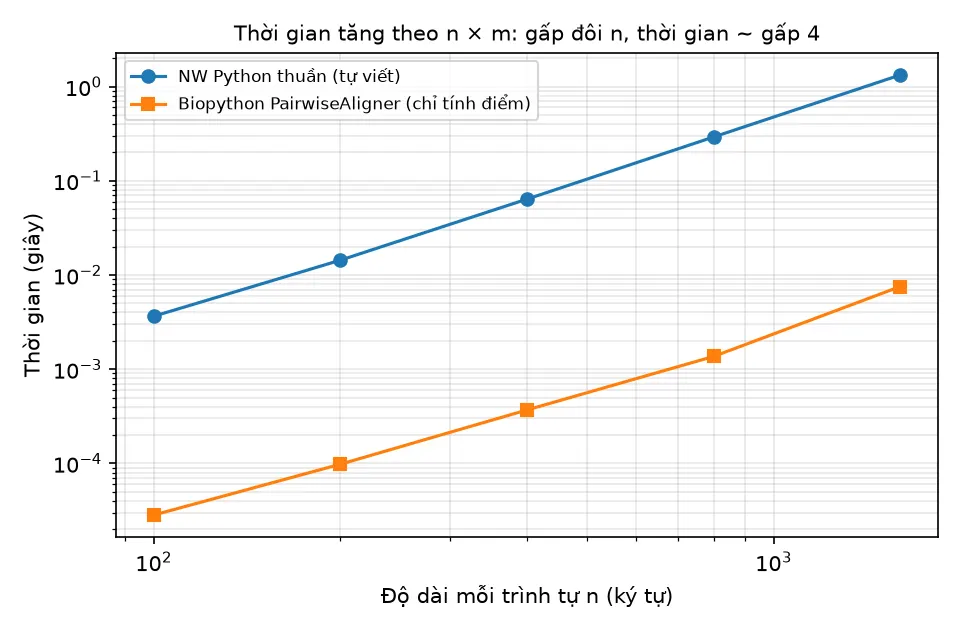 Thời gian tăng theo n × m: gấp đôi n, thời gian ~ gấp 4
NW Python thuần (tự viết)
Biopython PairwiseAligner (chỉ tính điểm)
Thời gian (giây)
10⁰
10⁻¹
10⁻²
10⁻³
10⁻⁴
10²
10³
Độ dài mỗi trình tự n (ký tự)